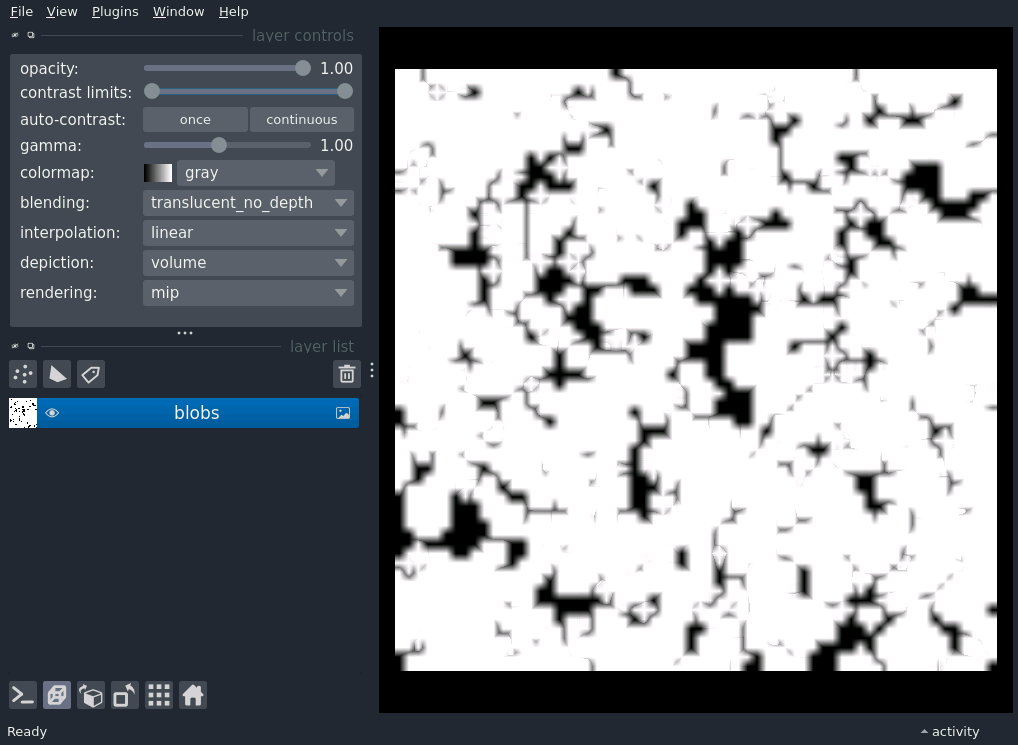 File View Plugins Window Help
layer controls
opacity: 1.00
contrast limits:
auto-contrast: once continuous
gamma: 1.00
colormap: gray
blending: translucent_no_depth
interpolation: linear
depiction: volume
rendering: mip
layer list
blobs
Ready activity